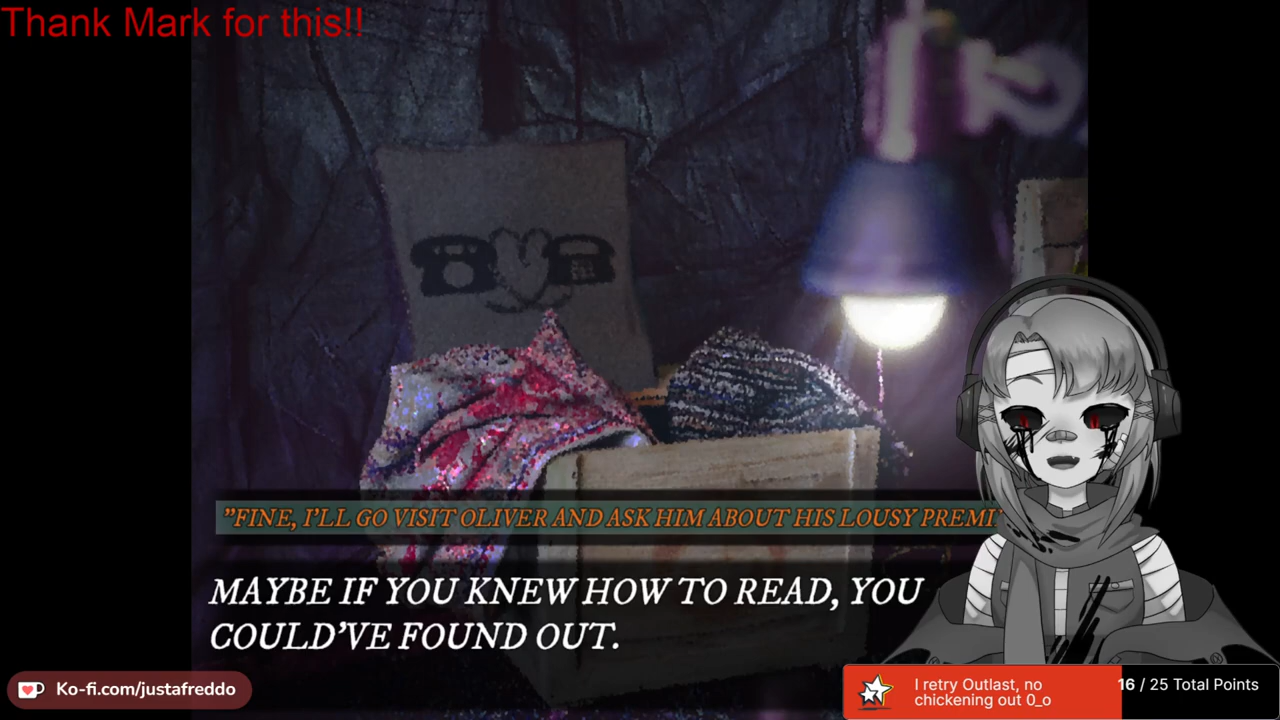 Thank Mark for this!!
"FINE, I'LL GO VISIT OLIVER AND ASK HIM ABOUT HIS LOUSY
MAYBE IF YOU KNEW HOW TO READ, YOU
COULD'VE FOUND OUT.
Ko-fi.com/justafreddo
I retry Outlast, no
chickening out 0_o
16 / 25 Total Points